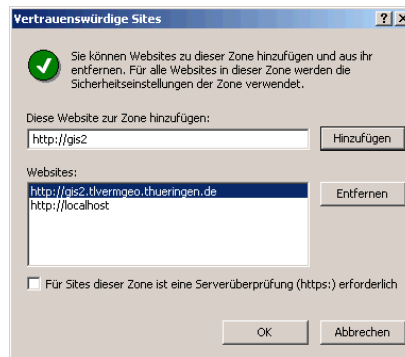 Vertrauenswürdige Sites
Sie können Websites zu dieser Zone hinzufügen und aus ihr
entfernen. Für alle Websites in dieser Zone werden die
Sicherheitseinstellungen der Zone verwendet.
Diese Website zur Zone hinzufügen:
http://gis2
Hinzufügen
Websites:
http://gis2.tlvermgeo.thueringen.de
http://localhost
Entfernen
Für Sites dieser Zone ist eine Serverüberprüfung (https:) erforderlich
OK
Abbrechen